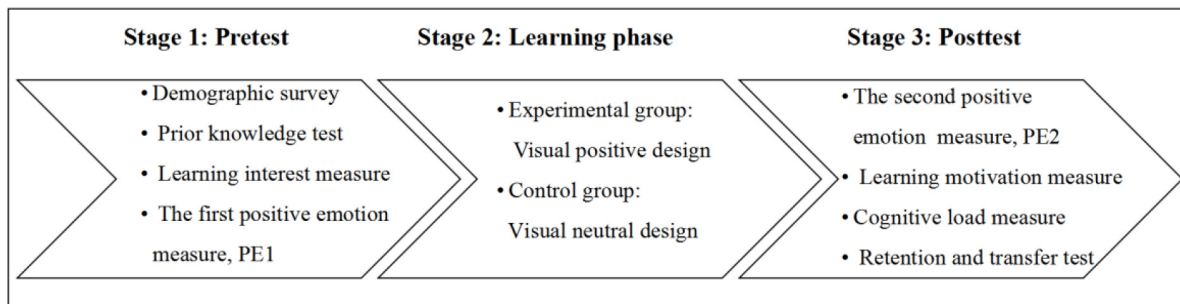 Stage 1: Pretest
• Demographic survey
• Prior knowledge test
• Learning interest measure
• The first positive emotion
measure, PE1
Stage 2: Learning phase
• Experimental group:
Visual positive design
• Control group:
Visual neutral design
Stage 3: Posttest
• The second positive
emotion measure, PE2
• Learning motivation measure
• Cognitive load measure
• Retention and transfer test